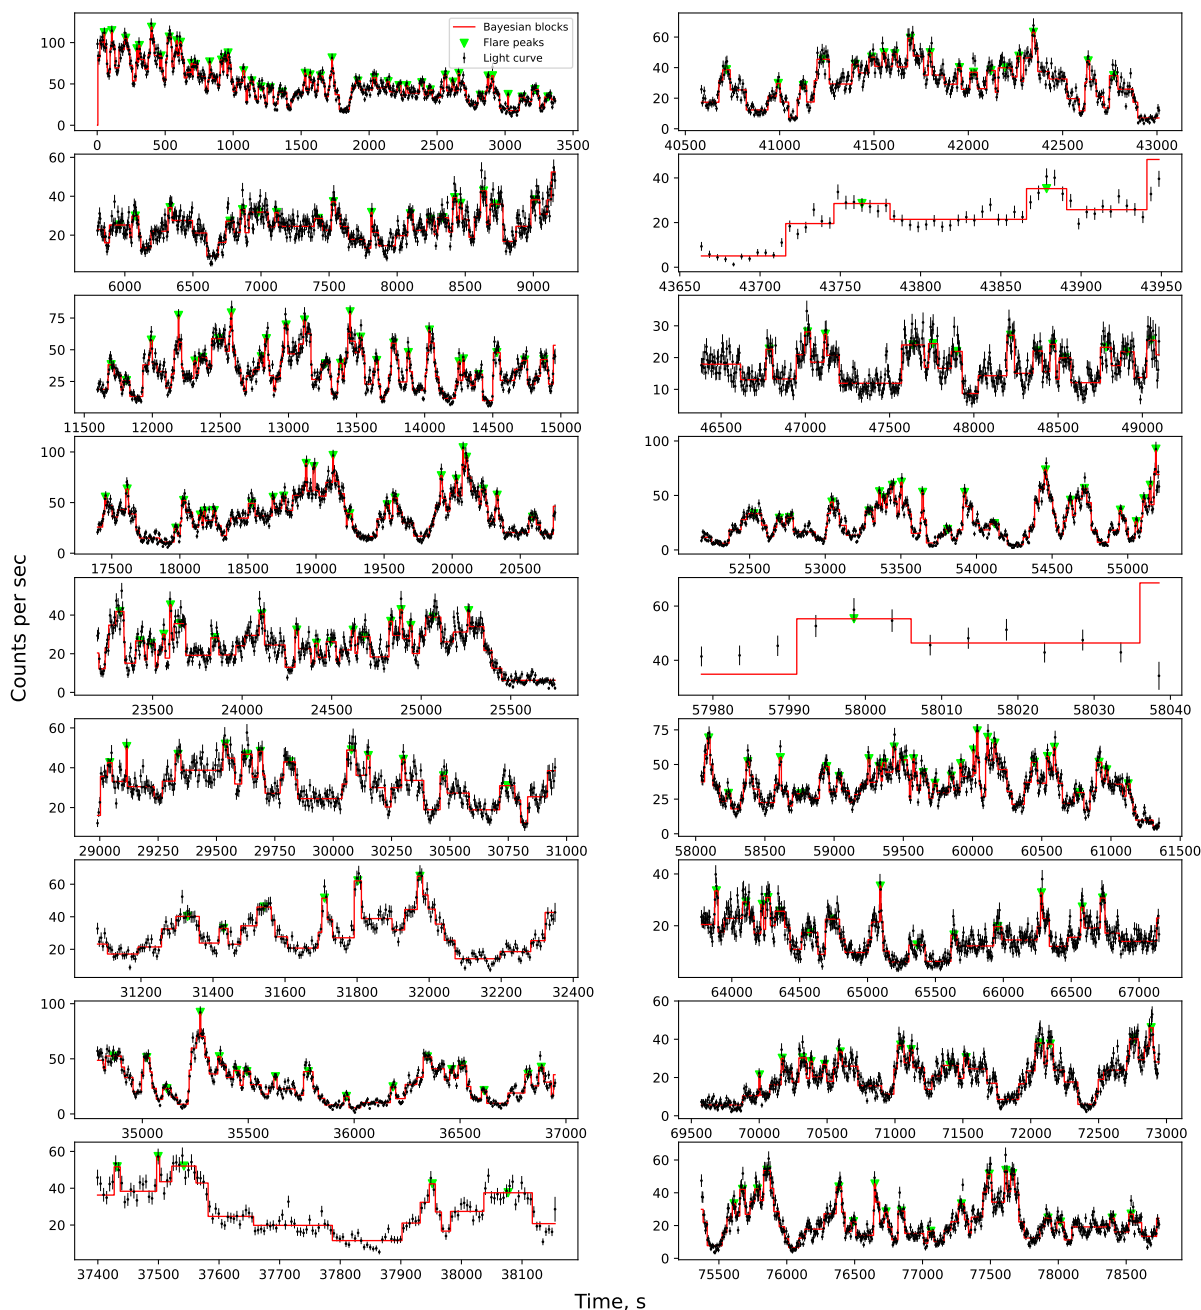 Bayesian blocks
Flare peaks
Light curve
100
50
0
0 500 1000 1500 2000 2500 3000 3500
60
40
20
0
40500 41000 41500 42000 42500 43000
60
40
20
0
6000 6500 7000 7500 8000 8500 9000
40
20
0
43650 43700 43750 43800 43850 43900 43950
75
50
25
11500 12000 12500 13000 13500 14000 14500 15000
30
20
10
46500 47000 47500 48000 48500 49000
100
50
0
17500 18000 18500 19000 19500 20000 20500
100
50
0
52500 53000 53500 54000 54500 55000
40
20
0
23500 24000 24500 25000 25500
60
40
57980 57990 58000 58010 58020 58030 58040
60
40
20
29000 29250 29500 29750 30000 30250 30500 30750 31000
75
50
25
0
58000 58500 59000 59500 60000 60500 61000 61500
60
40
20
0
31200 31400 31600 31800 32000 32200 32400
40
20
64000 64500 65000 65500 66000 66500 67000
100
50
0
35000 35500 36000 36500 37000
60
40
20
0
69500 70000 70500 71000 71500 72000 72500 73000
60
40
20
0
37400 37500 37600 37700 37800 37900 38000 38100
60
40
20
0
75500 76000 76500 77000 77500 78000 78500
Counts per sec
Time, s